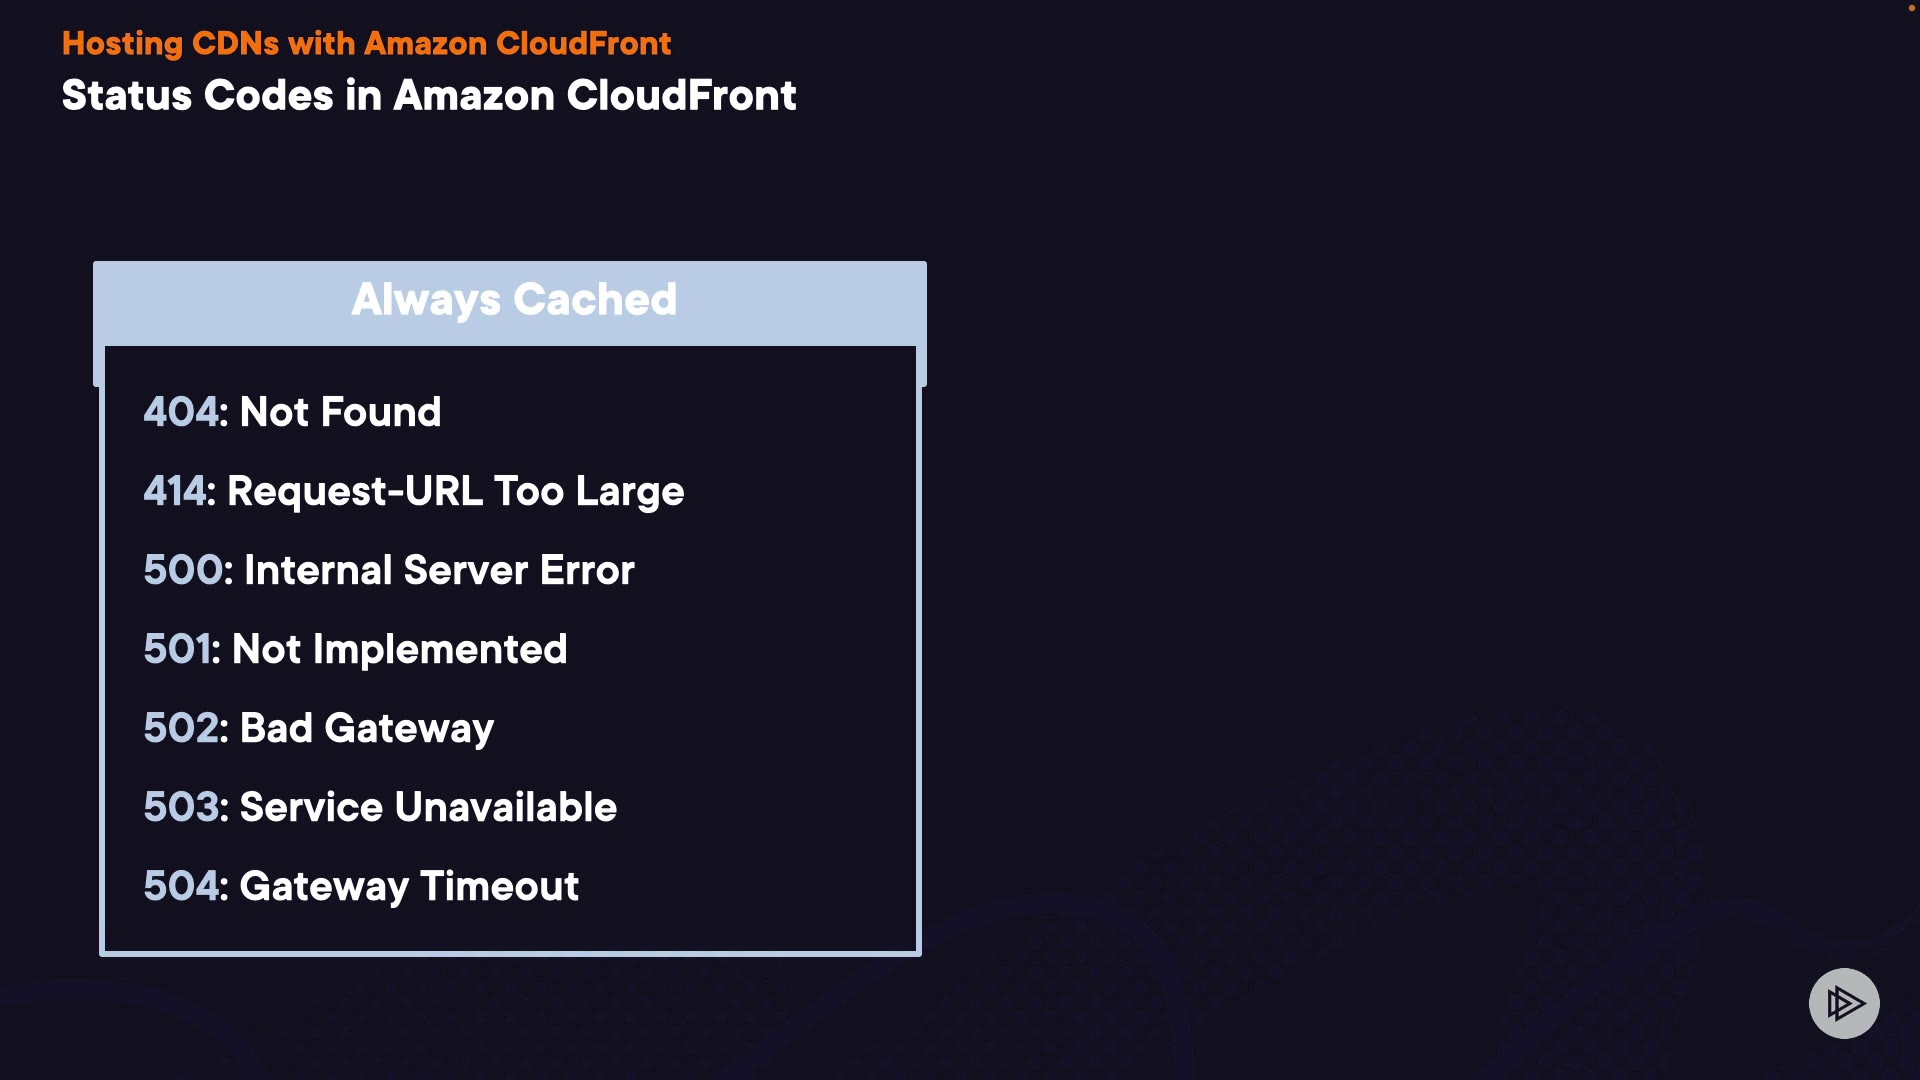 Hosting CDNs with Amazon CloudFront
Status Codes in Amazon CloudFront
Always Cached
404: Not Found
414: Request-URL Too Large
500: Internal Server Error
501: Not Implemented
502: Bad Gateway
503: Service Unavailable
504: Gateway Timeout